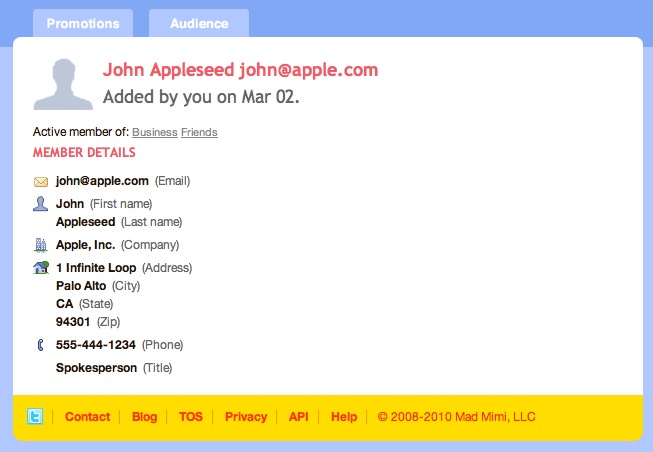 Promotions Audience
John Appleseed john@apple.com
Added by you on Mar 02.
Active member of: Business Friends
MEMBER DETAILS
john@apple.com (Email)
John (First name)
Appleseed (Last name)
Apple, Inc. (Company)
1 Infinite Loop (Address)
Palo Alto (City)
CA (State)
94301 (Zip)
555-444-1234 (Phone)
Spokesperson (Title)
t Contact Blog TOS Privacy API Help © 2008-2010 Mad Mimi, LLC